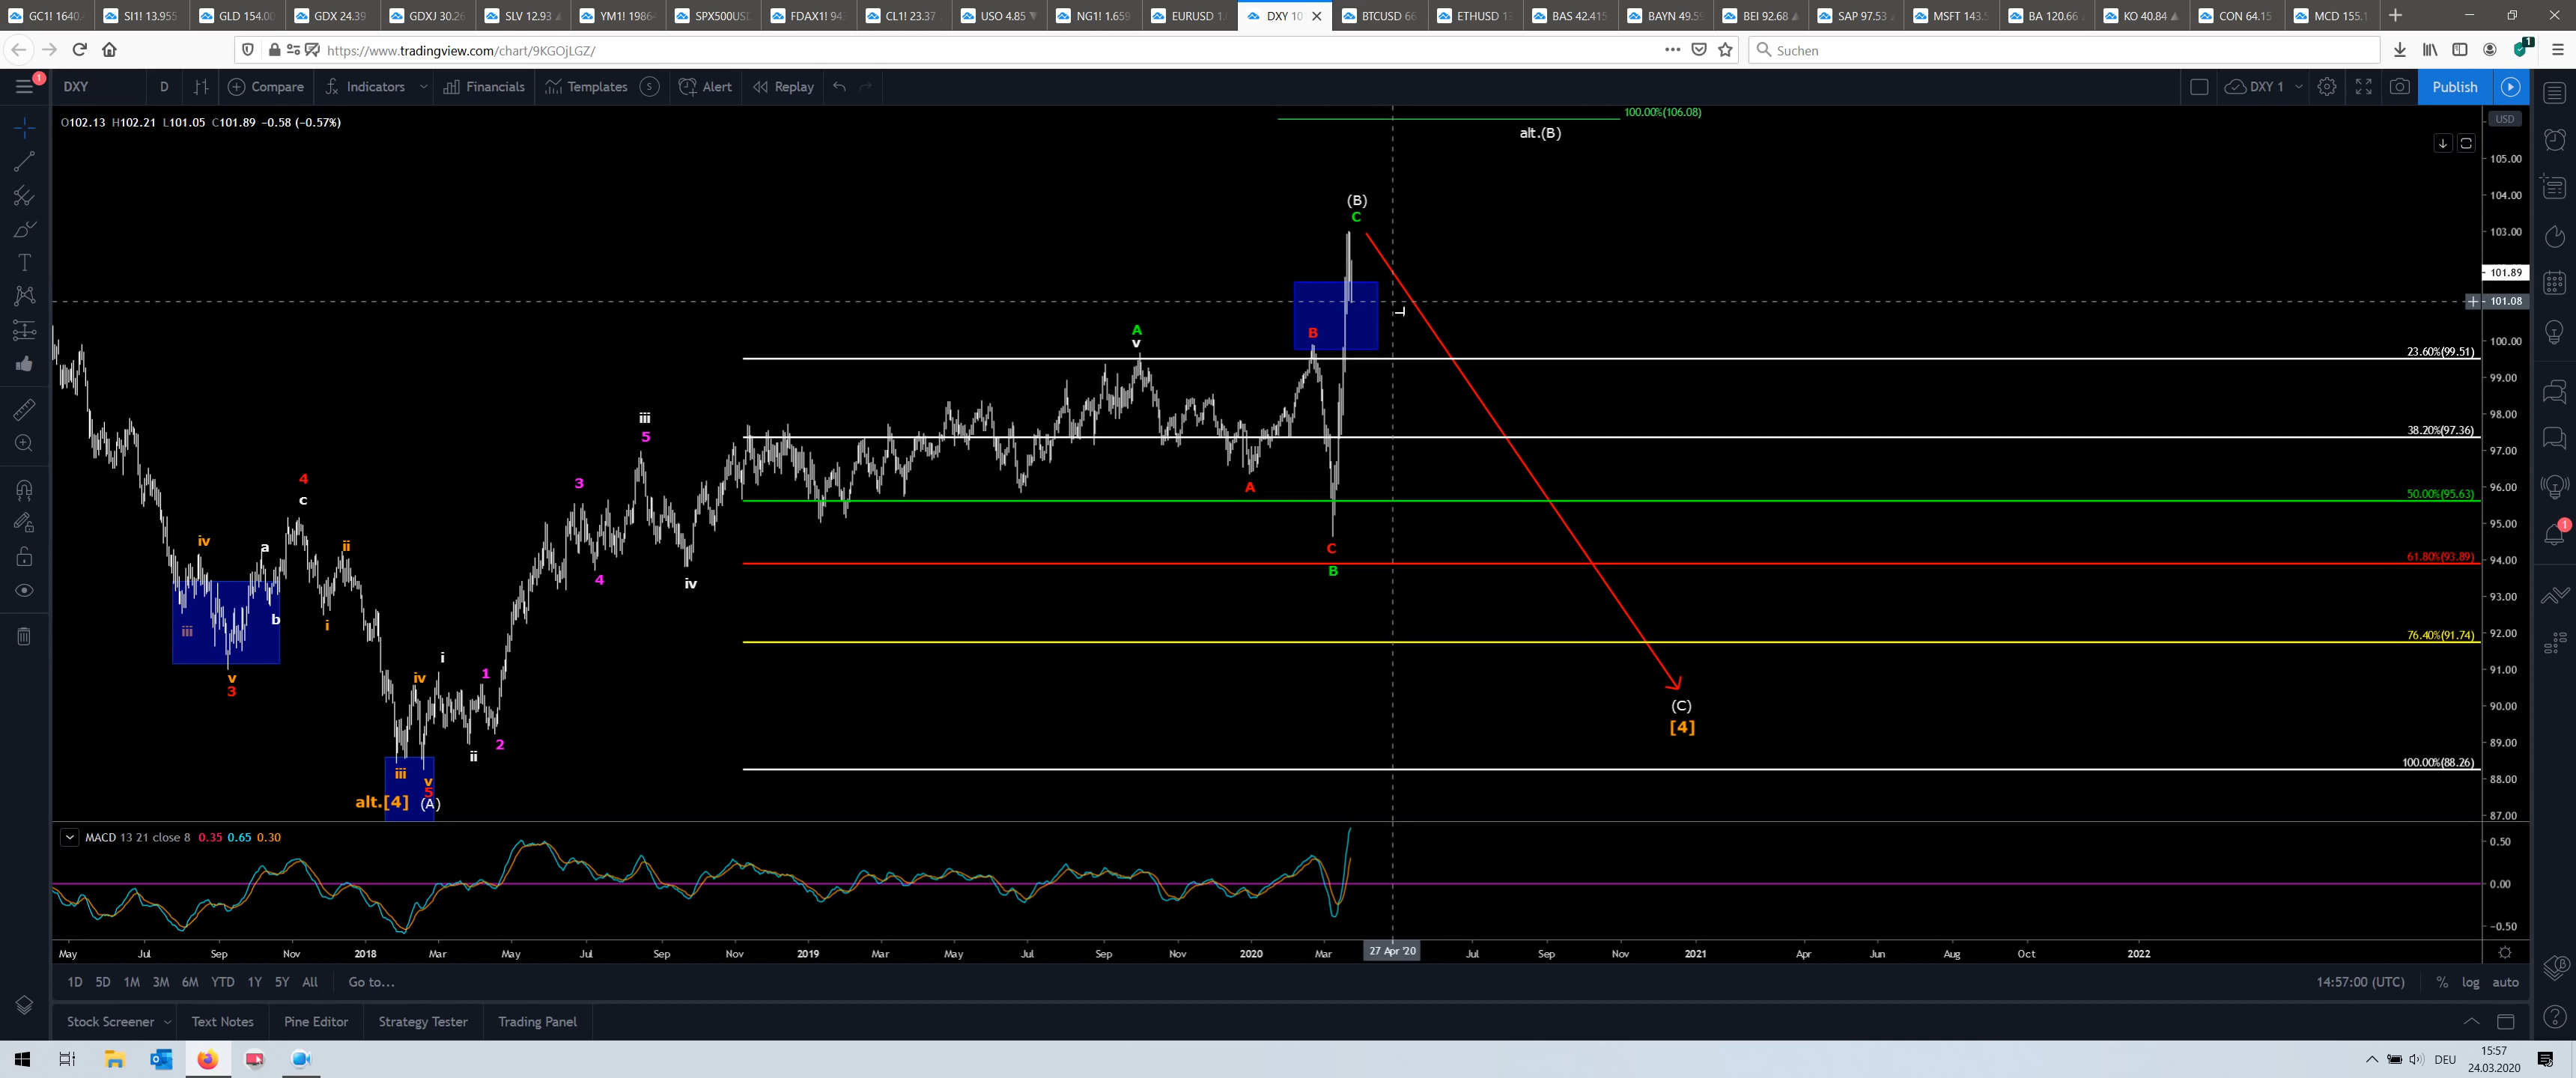 GC1! 1640. SI1! 13.955 GLD 154.00 GDX 24.39 GDXJ 30.26 SLV 12.93 YM1! 1986 SPX500US FDAX1! 94 CL1! 23.37 USO 4.85 NG1! 1.659 EURUSD 1. DXY 10 BTCUSD 66 ETHUSD 13 BAS 42.415 BAYN 49.5 BEI 92.68 SAP 97.53 MSFT 143. BA 120.66 KO 40.84 CON 64.15 MCD 155.
https://www.tradingview.com/chart/9KGOjLGZ/ Suchen 1
1 DXY D Compare Indicators Financials Templates S Alert Replay DXY 1 Publish
O102.13 H102.21 L101.05 C101.89 −0.58 (−0.57%)
100.00%(106.08)
alt.(B)
USD
105.00
104.00
(B)
C
103.00
101.89
101.08
A
v
B
100.00
23.60%(99.51)
99.00
98.00
iii
5
38.20%(97.36)
97.00
4
c
3
A
96.00
50.00%(95.63)
95.00
iv a ii
C
61.80%(93.89)
94.00
4 iv
B
93.00
iii b i
92.00
76.40%(91.74)
i
91.00
v
3
iv 1
90.00
(C)
[4]
2
ii
89.00
100.00%(88.26)
88.00
iii v
5
alt.[4] (A)
87.00
MACD 13 21 close 8 0.35 0.65 0.30
0.50
0.00
−0.50
May Jul Sep Nov 2018 Mar May Jul Sep Nov 2019 Mar May Jul Sep Nov 2020 Mar 27 Apr '20 Jul Sep Nov 2021 Apr Jun Aug Oct 2022
1D 5D 1M 3M 6M YTD 1Y 5Y All Go to... 14:57:00 (UTC) % log auto
Stock Screener Text Notes Pine Editor Strategy Tester Trading Panel
1
DEU
15:57
24.03.2020